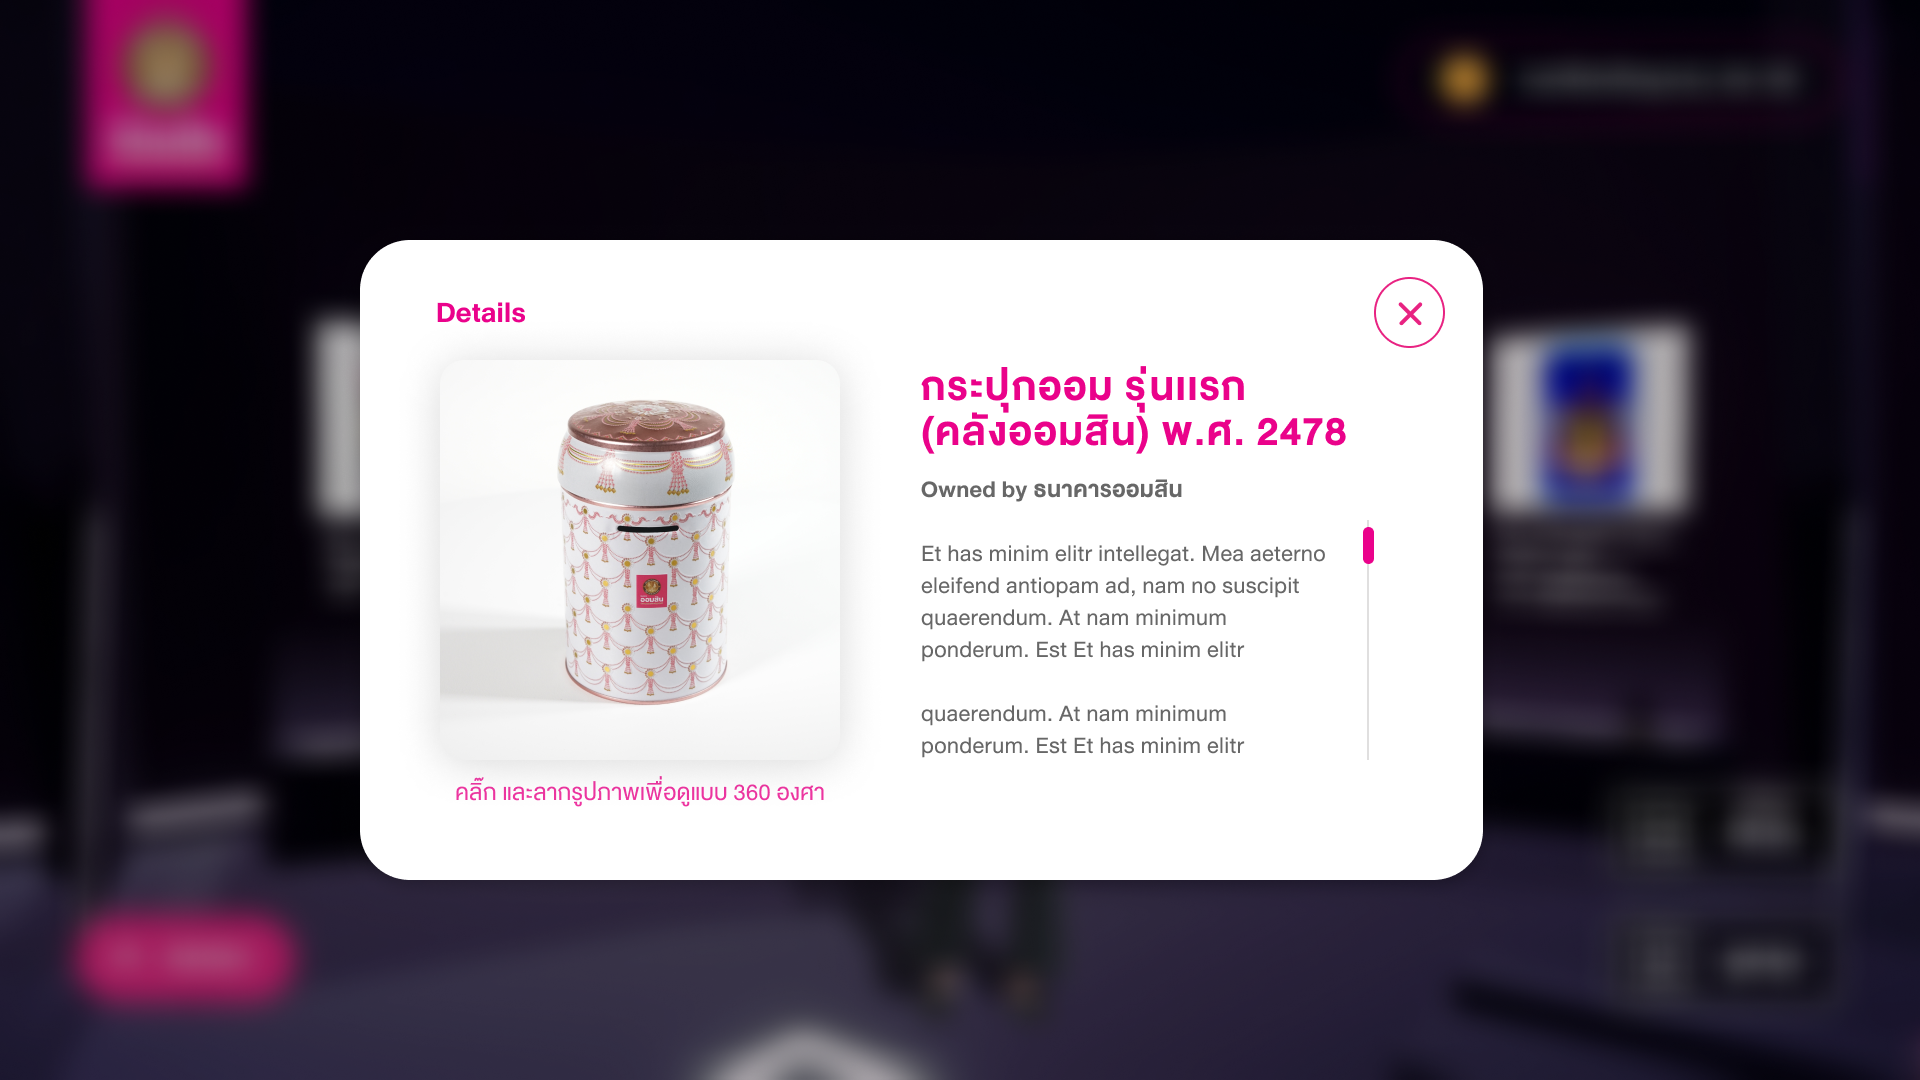 Details
กระปุกออม รุ่นแรก
(คลังออมสิน) พ.ศ. 2478
Owned by ธนาคารออมสิน
Et has minim elitr intellegat. Mea aeterno
eleifend antiopam ad, nam no suscipit
quaerendum. At nam minimum
ponderum. Est Et has minim elitr
quaerendum. At nam minimum
ponderum. Est Et has minim elitr
ออมสิน
คลิ๊ก และลากรูปภาพเพื่อดูแบบ 360 องศา